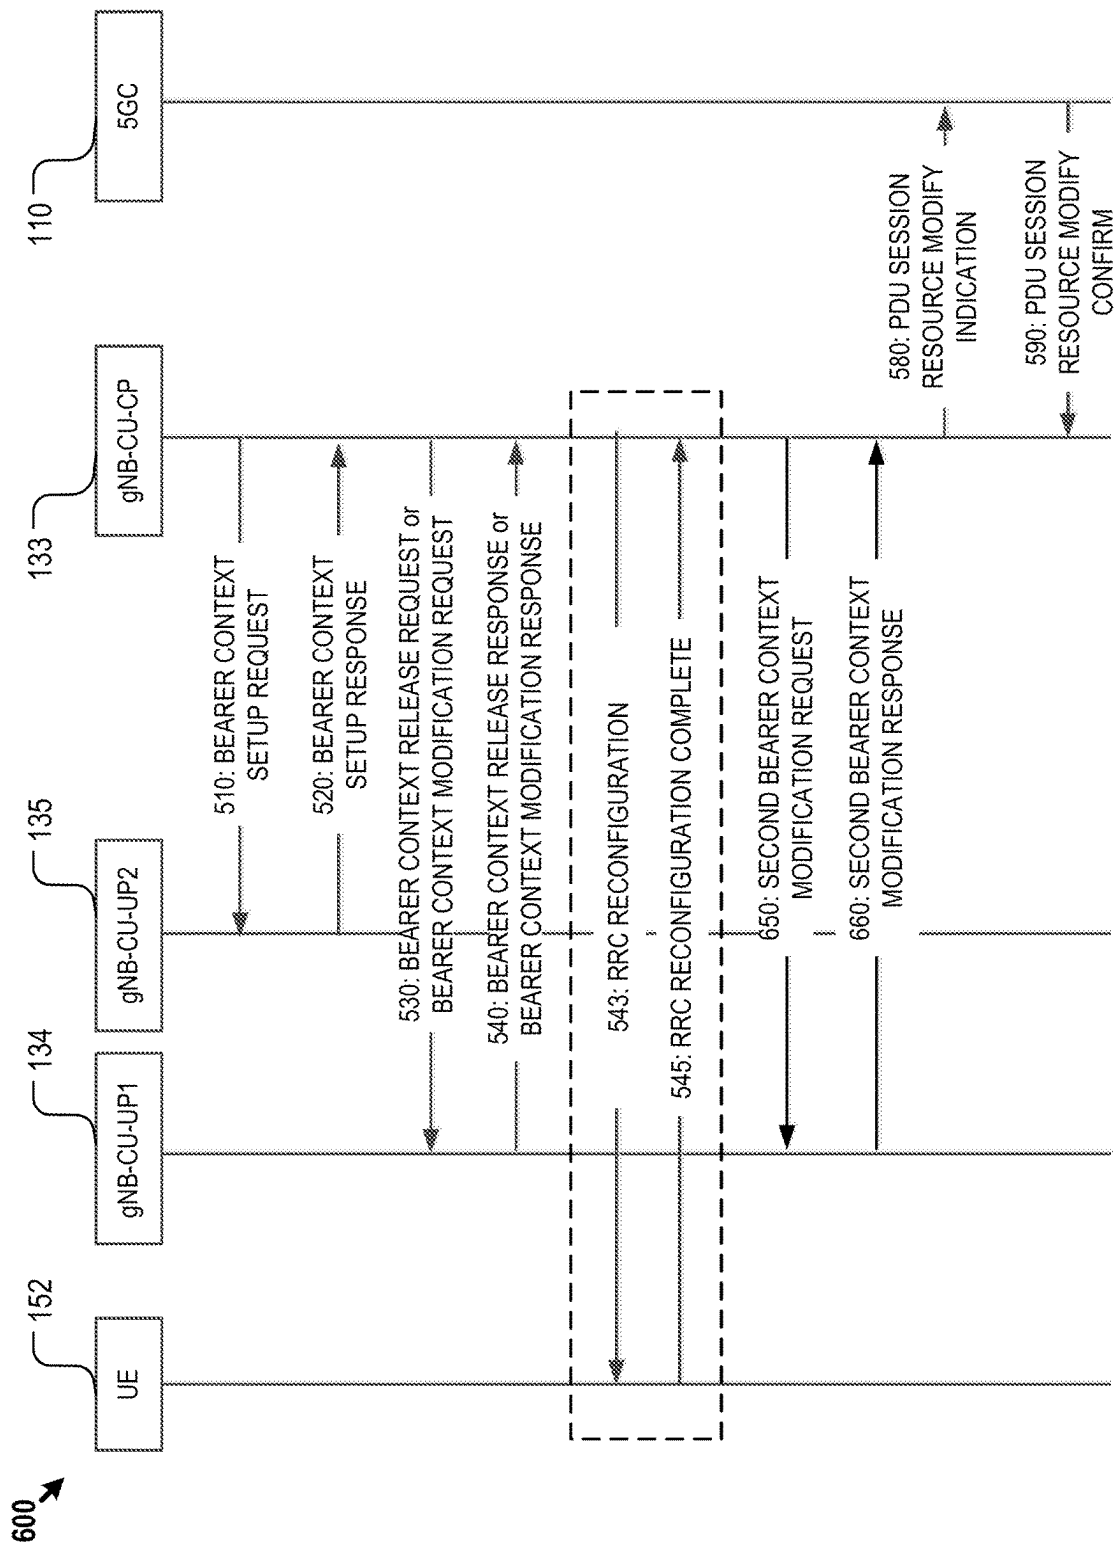 600
152
134
135
133
110
UE
gNB-CU-UP1
gNB-CU-UP2
gNB-CU-CP
5GC
510: BEARER CONTEXT
SETUP REQUEST
520: BEARER CONTEXT
SETUP RESPONSE
530: BEARER CONTEXT RELEASE REQUEST or
BEARER CONTEXT MODIFICATION REQUEST
540: BEARER CONTEXT RELEASE RESPONSE or
BEARER CONTEXT MODIFICATION RESPONSE
543: RRC RECONFIGURATION
545: RRC RECONFIGURATION COMPLETE
650: SECOND BEARER CONTEXT
MODIFICATION REQUEST
660: SECOND BEARER CONTEXT
MODIFICATION RESPONSE
580: PDU SESSION
RESOURCE MODIFY
INDICATION
590: PDU SESSION
RESOURCE MODIFY
CONFIRM